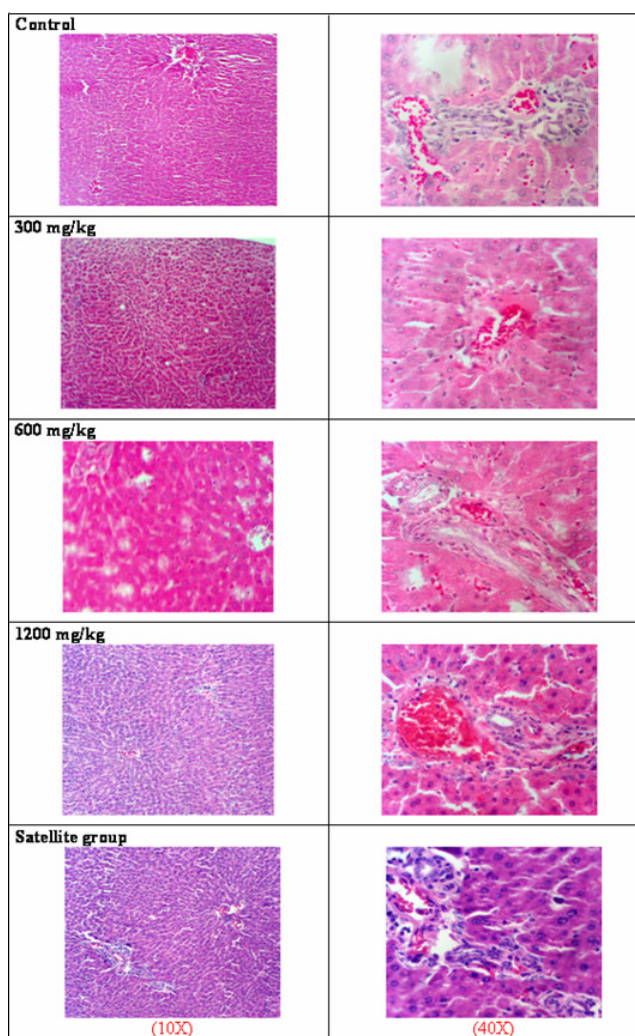 Control
300 mg/kg
600 mg/kg
1200 mg/kg
Satellite group
(10X)
(40X)